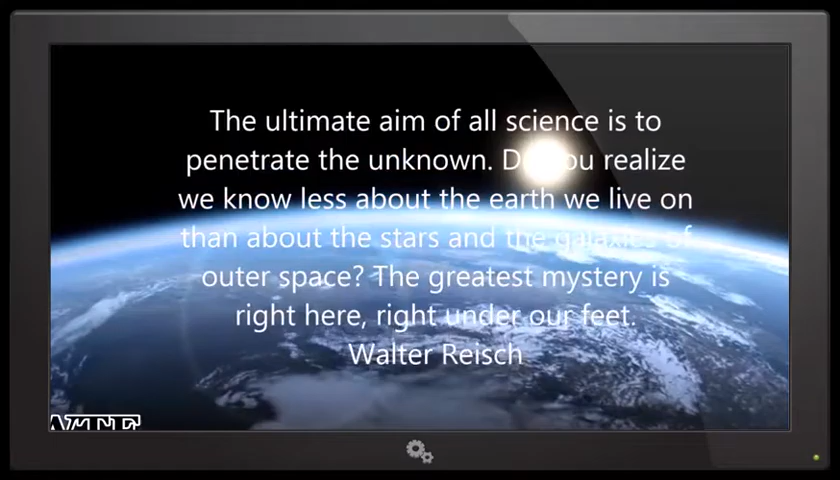 The ultimate aim of all science is to
penetrate the unknown. Do you realize
we know less about the earth we live on
than about the stars and the galaxies of
outer space? The greatest mystery is
right here, right under our feet.
Walter Reisch